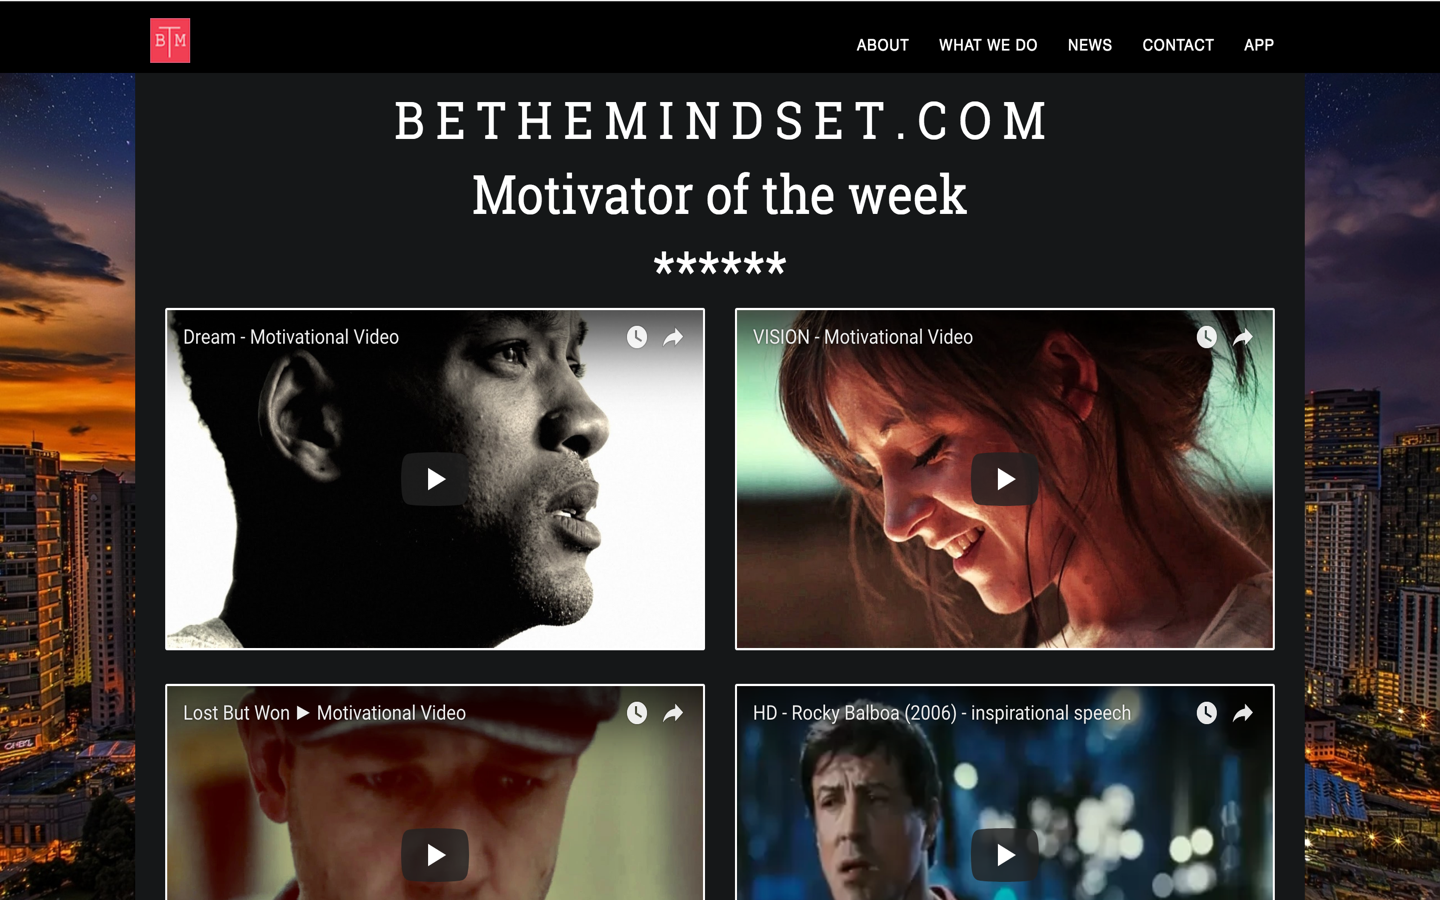 BTM
ABOUT WHAT WE DO NEWS CONTACT APP
BETHEMINDSET.COM
Motivator of the week
******
Dream - Motivational Video
VISION - Motivational Video
Lost But Won ► Motivational Video
HD - Rocky Balboa (2006) - inspirational speech